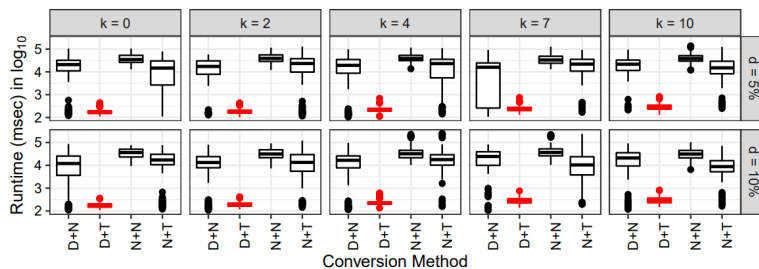 k = 0 k = 2 k = 4 k = 7 k = 10
Runtime (msec) in log10
5
4
3
2
d = 5%
5
4
3
2
d = 10%
D+N D+T N+N N+T D+N D+T N+N N+T D+N D+T N+N N+T D+N D+T N+N N+T D+N D+T N+N N+T
Conversion Method